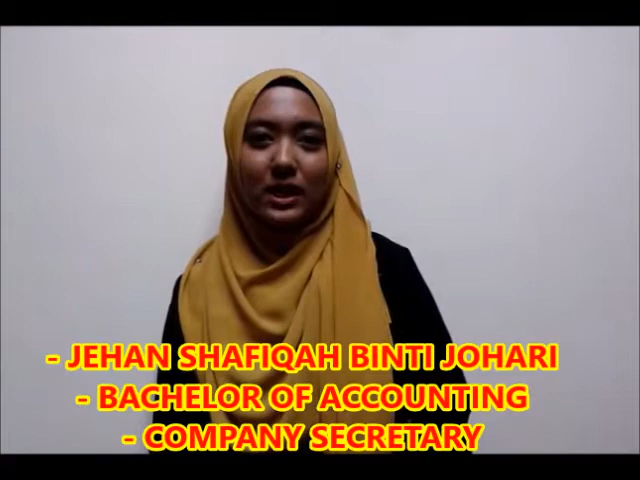 - JEHAN SHAFIQAH BINTI JOHARI
- BACHELOR OF ACCOUNTING
- COMPANY SECRETARY